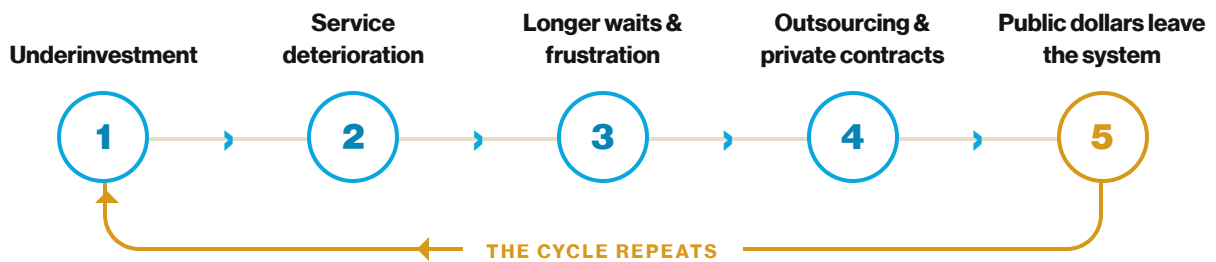 Underinvestment
Service
deterioration
Longer waits &
frustration
Outsourcing &
private contracts
Public dollars leave
the system
1
2
3
4
5
THE CYCLE REPEATS